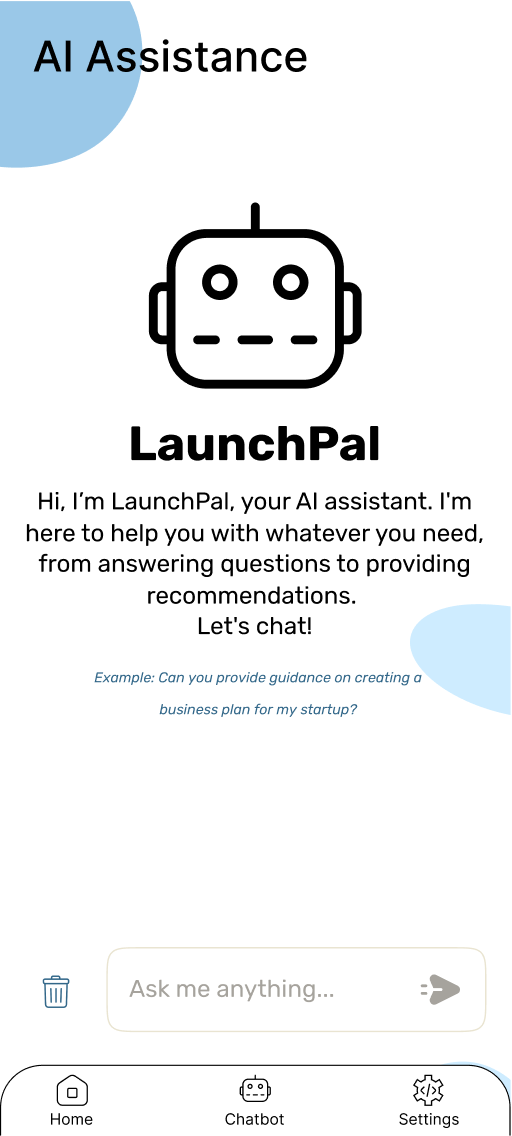 AI Assistance
LaunchPal
Hi, I’m LaunchPal, your AI assistant. I'm
here to help you with whatever you need,
from answering questions to providing
recommendations.
Let's chat!
Example: Can you provide guidance on creating a
business plan for my startup?
Ask me anything...
Home
Chatbot
Settings